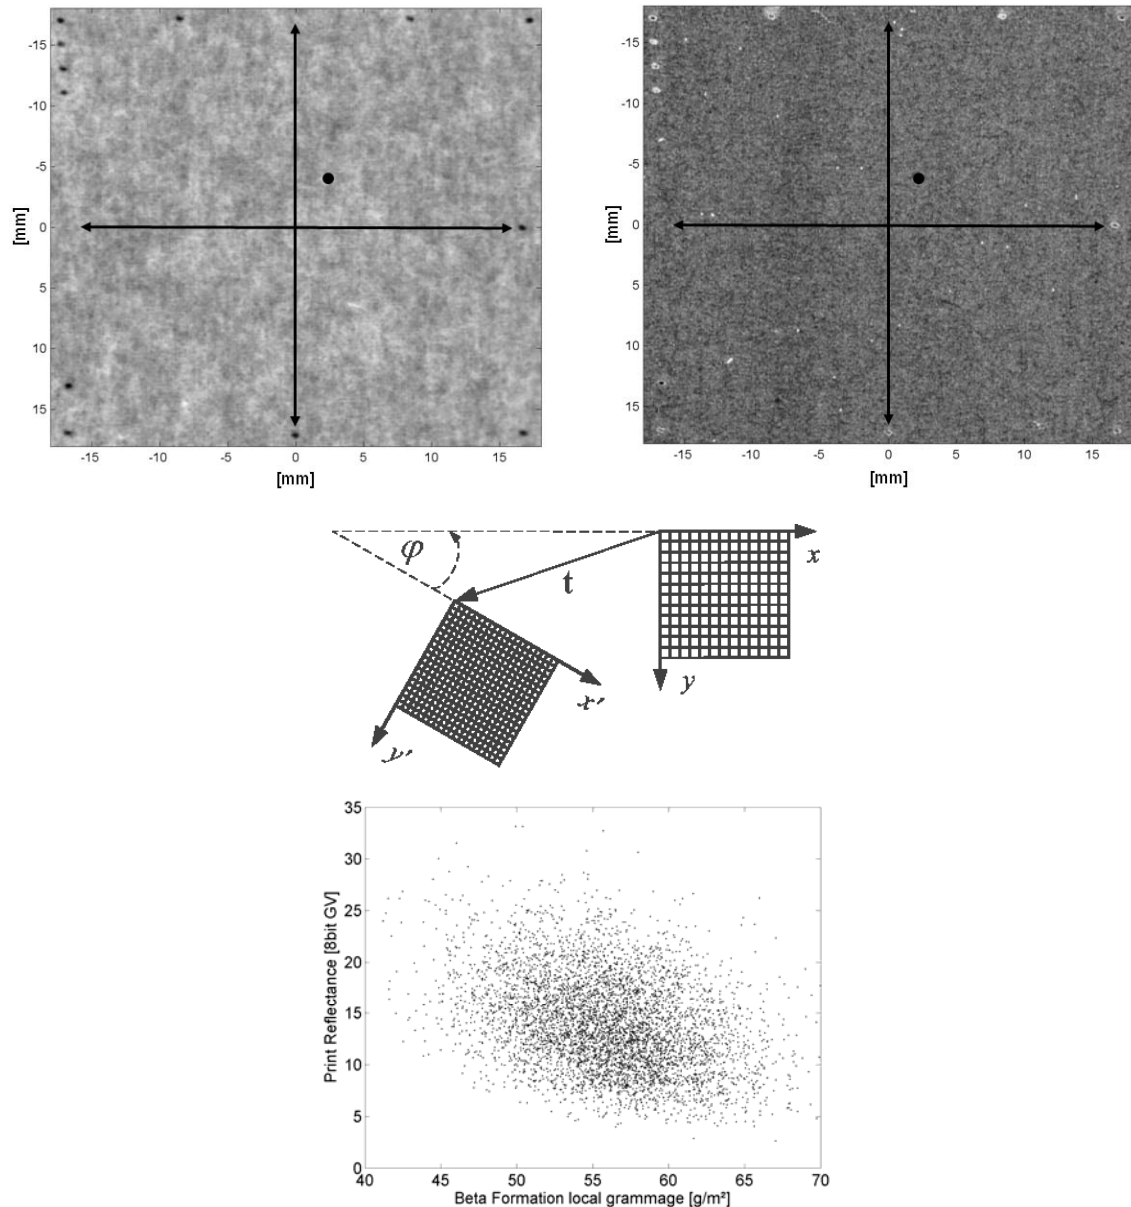 -15
-10
-5
0
5
10
15
[mm]
-15
-10
-5
0
5
10
15
[mm]
-15
-10
-5
0
5
10
15
[mm]
-15
-10
-5
0
5
10
15
[mm]
φ
t
x
y
x'
y'
35
30
25
20
15
10
5
0
Print Reflectance [8bit GV]
40 45 50 55 60 65 70
Beta Formation local grammage [g/m²]